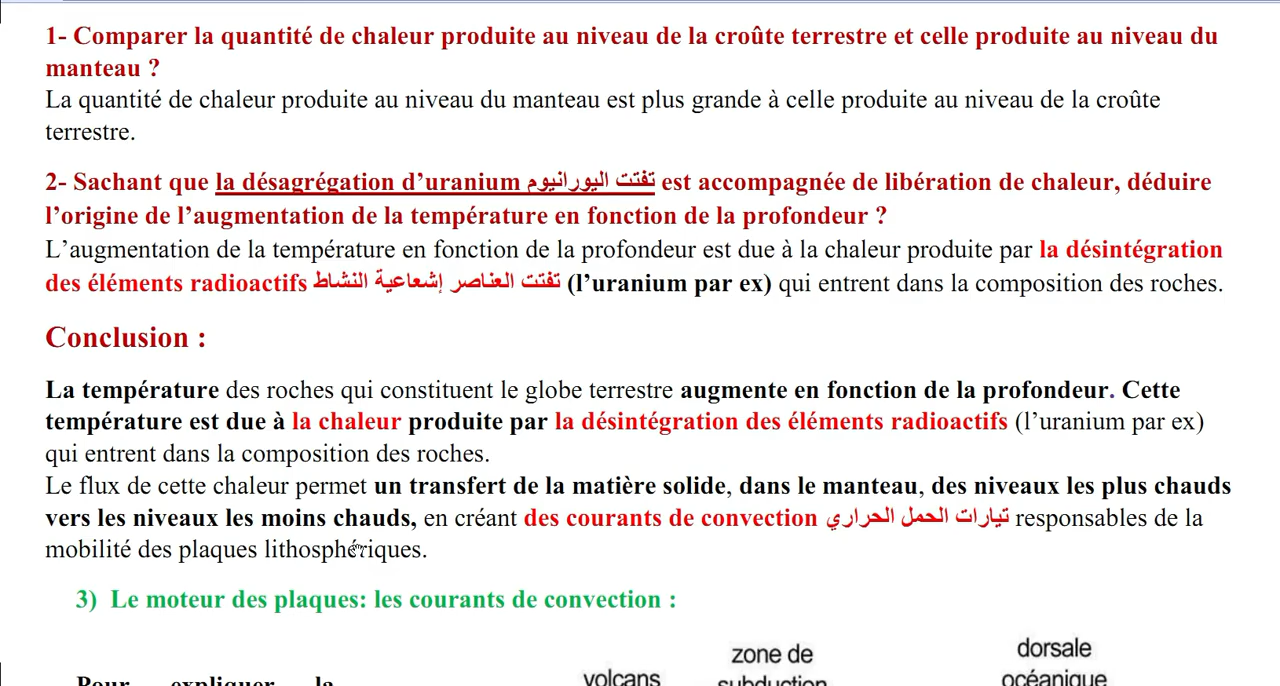 1- Comparer la quantité de chaleur produite au niveau de la croûte terrestre et celle produite au niveau du
manteau ?
La quantité de chaleur produite au niveau du manteau est plus grande à celle produite au niveau de la croûte
terrestre.
2- Sachant que la désagrégation d’uranium تفتت اليورانيوم est accompagnée de libération de chaleur, déduire
l’origine de l’augmentation de la température en fonction de la profondeur ?
L’augmentation de la température en fonction de la profondeur est due à la chaleur produite par la désintégration
des éléments radioactifs تفتت العناصر إشعاعية النشاط (l’uranium par ex) qui entrent dans la composition des roches.
Conclusion :
La température des roches qui constituent le globe terrestre augmente en fonction de la profondeur. Cette
température est due à la chaleur produite par la désintégration des éléments radioactifs (l’uranium par ex)
qui entrent dans la composition des roches.
Le flux de cette chaleur permet un transfert de la matière solide, dans le manteau, des niveaux les plus chauds
vers les niveaux les moins chauds, en créant des courants de convection تيارات الحمل الحراري responsables de la
mobilité des plaques lithosphériques.
3) Le moteur des plaques: les courants de convection :
Pour expliquer la
volcans
zone de
subduction
dorsale
océanique